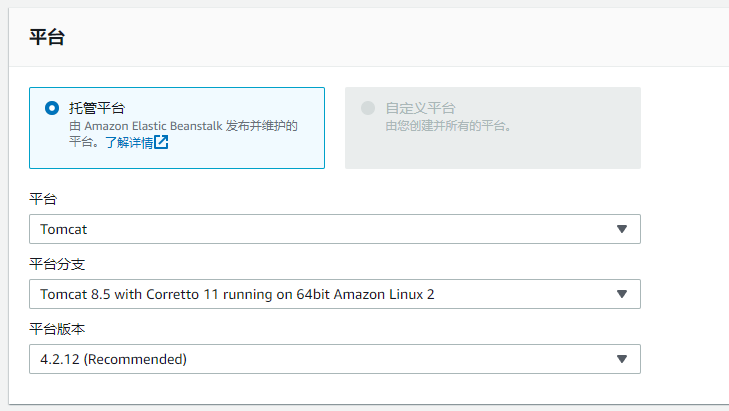 平台
托管平台
由 Amazon Elastic Beanstalk 发布并维护的
平台。了解详情
自定义平台
由您创建并所有的平台。
平台
Tomcat
平台分支
Tomcat 8.5 with Corretto 11 running on 64bit Amazon Linux 2
平台版本
4.2.12 (Recommended)